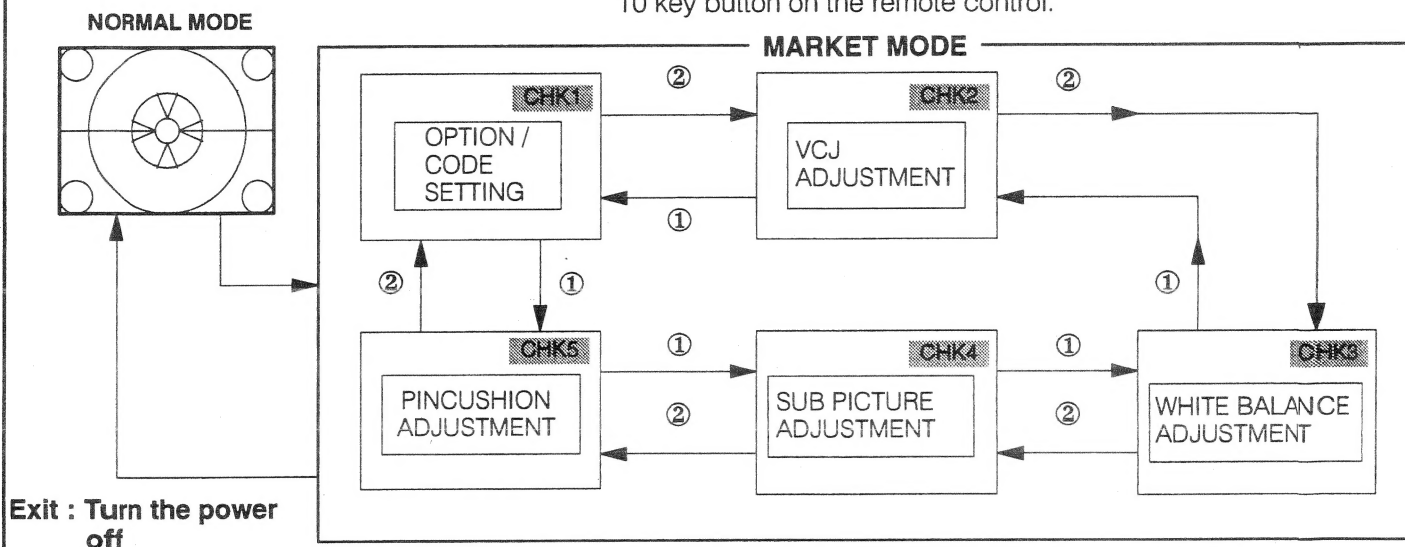 10 key button on the remote control.
NORMAL MODE
MARKET MODE
CHK1
OPTION /
CODE
SETTING
②
CHK2
VCJ
ADJUSTMENT
②
①
②
①
①
CHK5
PINCUSHION
ADJUSTMENT
①
②
CHK4
SUB PICTURE
ADJUSTMENT
①
②
CHK3
WHITE BALANCE
ADJUSTMENT
Exit : Turn the power
off